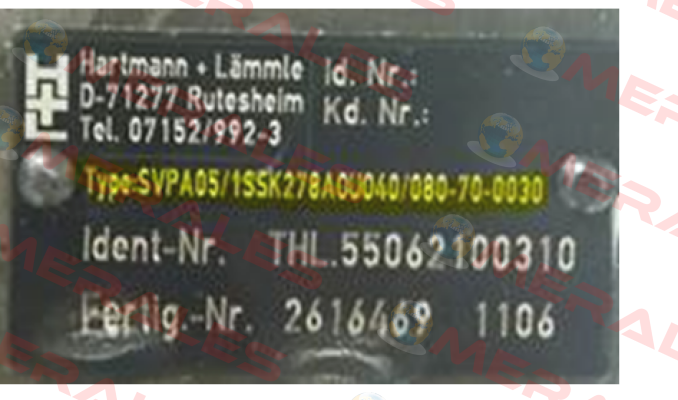 Hartmann + Lämmle Id. Nr.:
D-71277 Rutesheim Kd. Nr.:
Tel. 07152/992-3
Type:SVPA05/1SSK278A0U040/080-70-0030
Ident-Nr. THL.55062100310
Fertig.-Nr. 2616469 1106